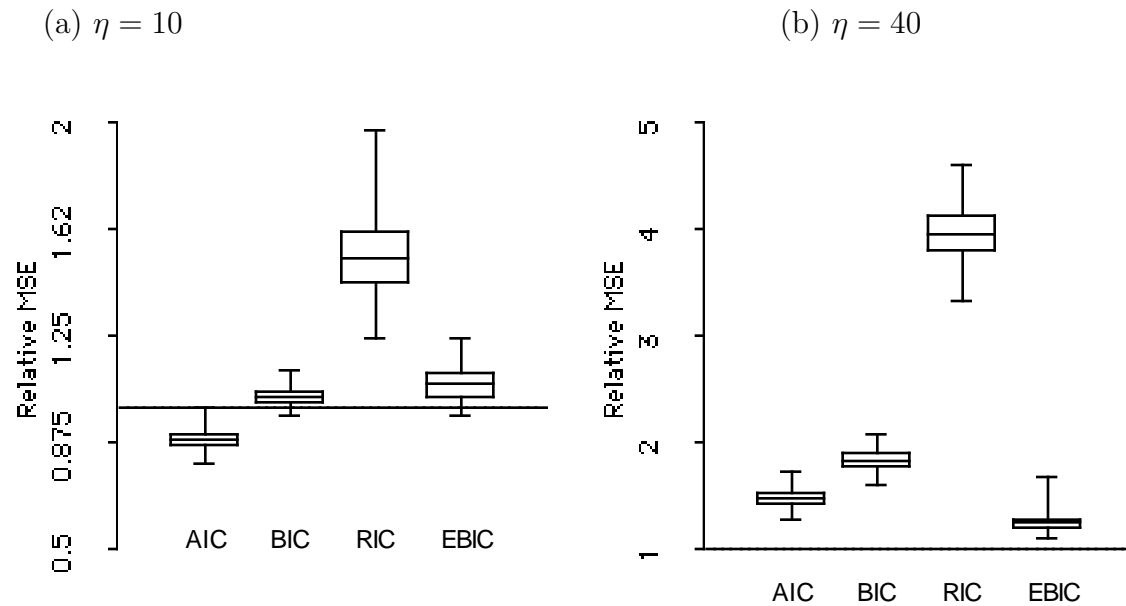 (a) η = 10
Relative MSE
2
1.62
1.25
0.875
0.5
AIC BIC RIC EBIC
(b) η = 40
Relative MSE
5
4
3
2
1
AIC BIC RIC EBIC